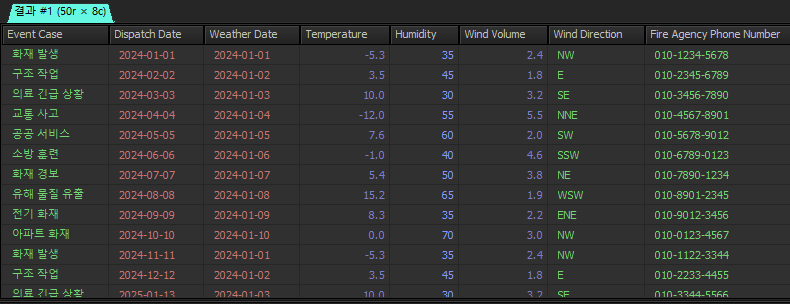 결과 #1 (50r × 8c)
Event Case Dispatch Date Weather Date Temperature Humidity Wind Volume Wind Direction Fire Agency Phone Number
화재 발생 2024-01-01 2024-01-01 -5.3 35 2.4 NW 010-1234-5678
구조 작업 2024-02-02 2024-01-02 3.5 45 1.8 E 010-2345-6789
의료 긴급 상황 2024-03-03 2024-01-03 10.0 30 3.2 SE 010-3456-7890
교통 사고 2024-04-04 2024-01-04 -12.0 55 5.5 NNE 010-4567-8901
공공 서비스 2024-05-05 2024-01-05 7.6 60 2.0 SW 010-5678-9012
소방 훈련 2024-06-06 2024-01-06 -1.0 40 4.6 SSW 010-6789-0123
화재 경보 2024-07-07 2024-01-07 5.4 50 3.8 NE 010-7890-1234
유해 물질 유출 2024-08-08 2024-01-08 15.2 65 1.9 WSW 010-8901-2345
전기 화재 2024-09-09 2024-01-09 8.3 35 2.2 ENE 010-9012-3456
아파트 화재 2024-10-10 2024-01-10 0.0 70 3.0 NW 010-0123-4567
화재 발생 2024-11-11 2024-01-01 -5.3 35 2.4 NW 010-1122-3344
구조 작업 2024-12-12 2024-01-02 3.5 45 1.8 E 010-2233-4455
의료 긴급 상황 2025-01-13 2024-01-03 10.0 30 3.2 SE 010-3344-5566